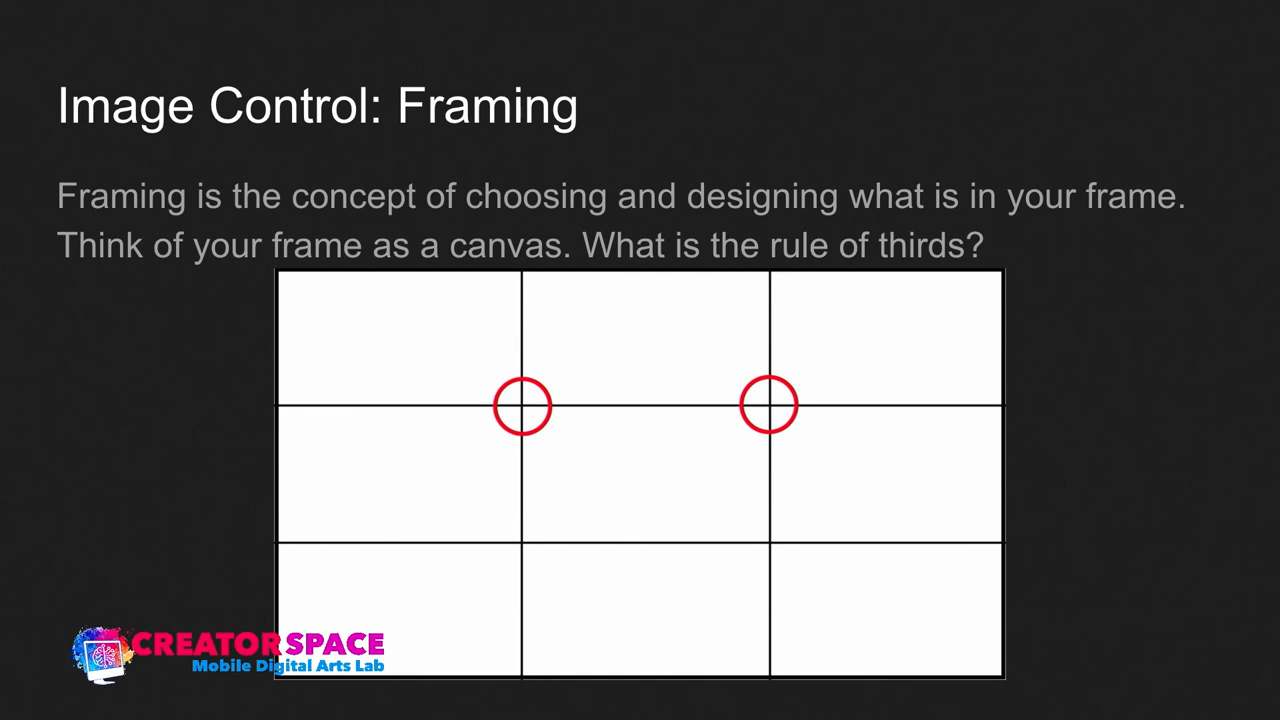 Image Control: Framing
Framing is the concept of choosing and designing what is in your frame.
Think of your frame as a canvas. What is the rule of thirds?
CREATOR SPACE
Mobile Digital Arts Lab